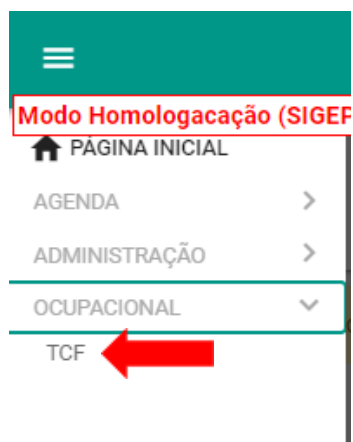 Modo Homologacação (SIGEP
PÁGINA INICIAL
AGENDA
ADMINISTRAÇÃO
OCUPACIONAL
TCF